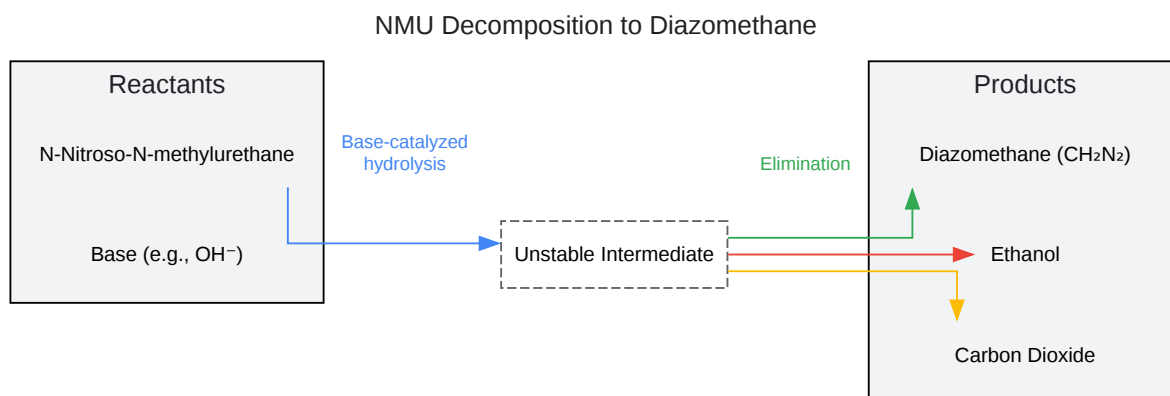 NMU Decomposition to Diazomethane
Reactants
N-Nitroso-N-methylurethane
Base (e.g., OH⁻)
Base-catalyzed
hydrolysis
Unstable Intermediate
Elimination
Products
Diazomethane (CH₂N₂)
Ethanol
Carbon Dioxide